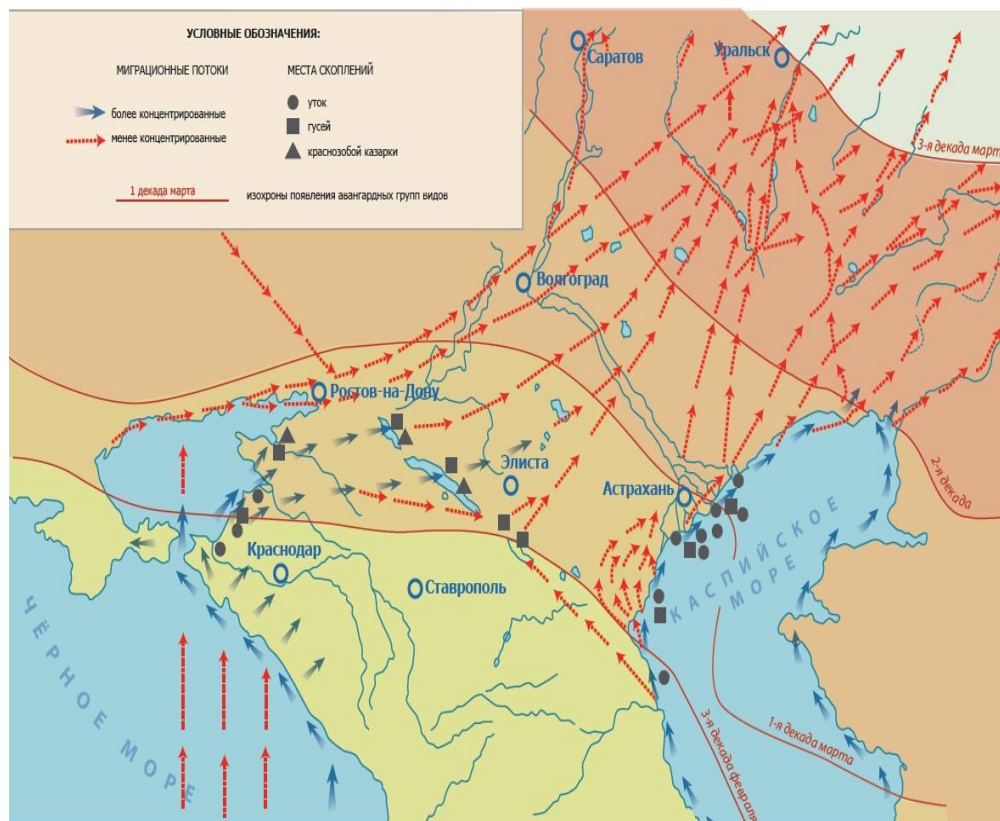 УСЛОВНЫЕ ОБОЗНАЧЕНИЯ:
МИГРАЦИОННЫЕ ПОТОКИ
более концентрированные
менее концентрированные
МЕСТА СКОПЛЕНИЙ
уток
гусей
краснозобой казарки
1 декада марта
изохроны появления авангардных групп видов
Саратов
Уральск
3-я декада марта
Волгоград
Ростов-на-Дону
Элиста
Астрахань
2-я декада
Краснодар
Ставрополь
КАСПИЙСКОЕ
МОРЕ
ЧЁРНОЕ МОРЕ
3-я декада февраля
1-я декада марта